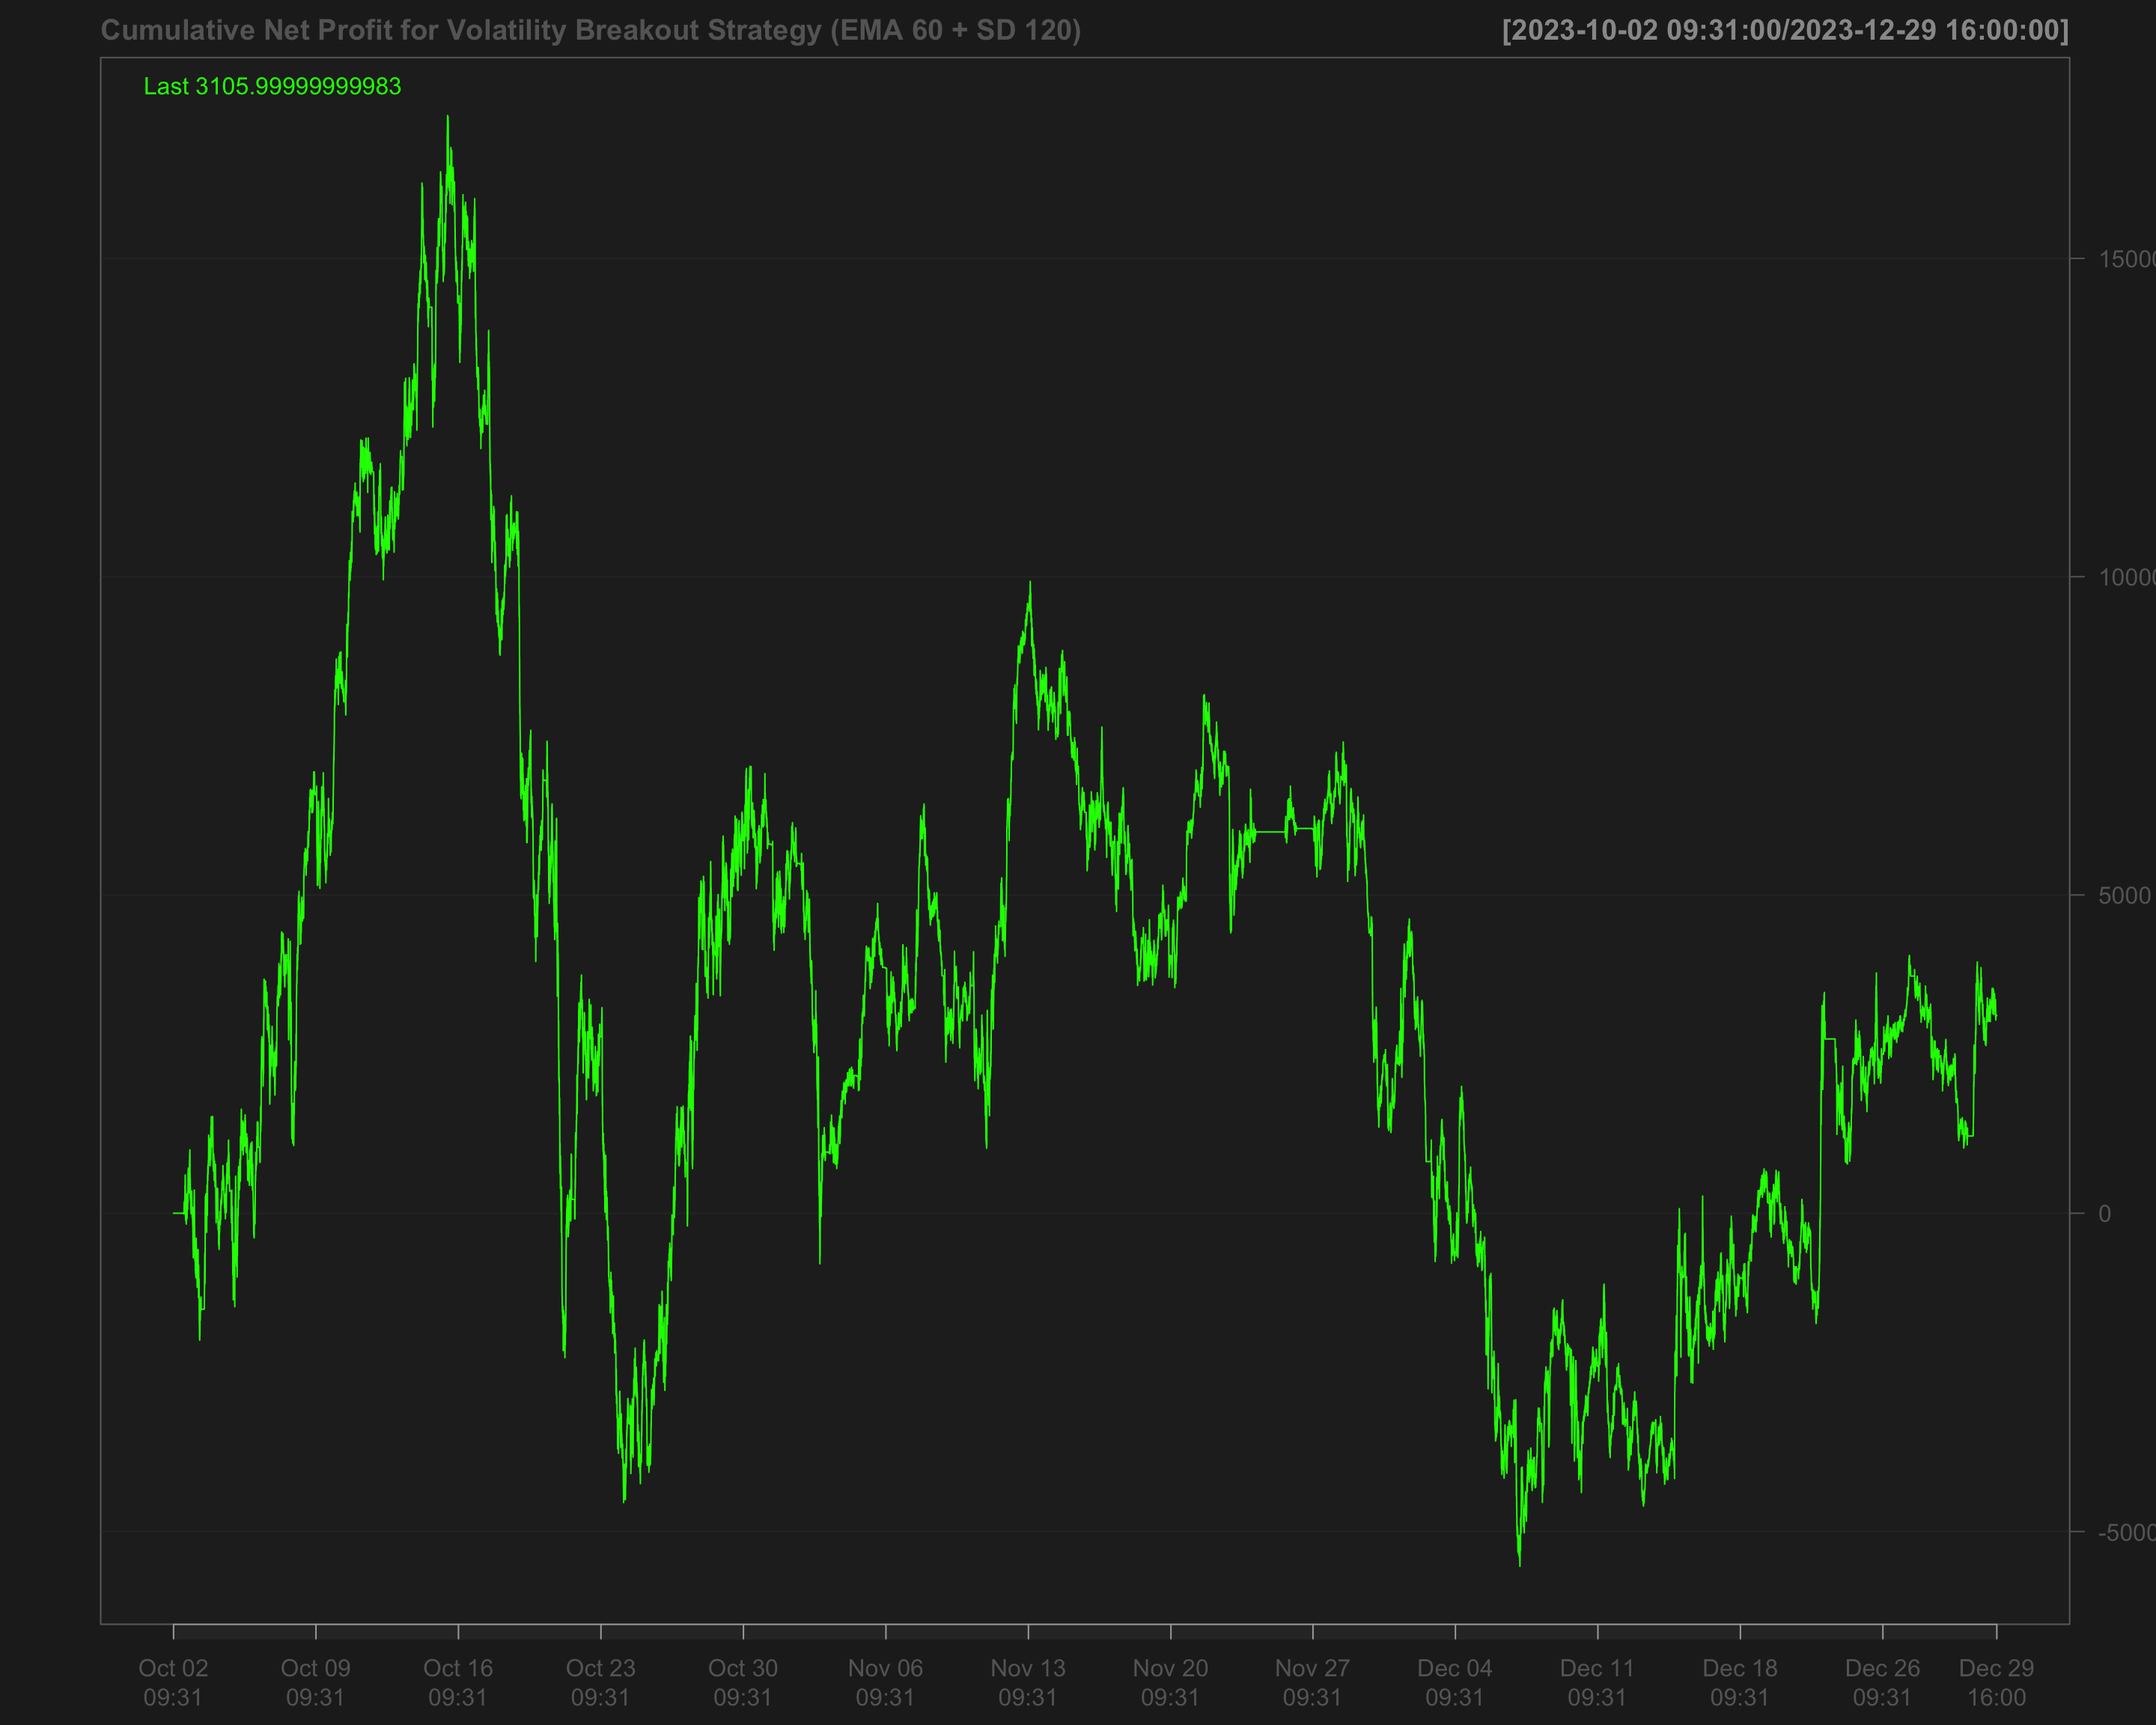 Cumulative Net Profit for Volatility Breakout Strategy (EMA 60 + SD 120) [2023-10-02 09:31:00/2023-12-29 16:00:00]
Last 3105.99999999983
15000
10000
5000
0
-5000
Oct 02 Oct 09 Oct 16 Oct 23 Oct 30 Nov 06 Nov 13 Nov 20 Nov 27 Dec 04 Dec 11 Dec 18 Dec 26 Dec 29
09:31 09:31 09:31 09:31 09:31 09:31 09:31 09:31 09:31 09:31 09:31 09:31 09:31 16:00